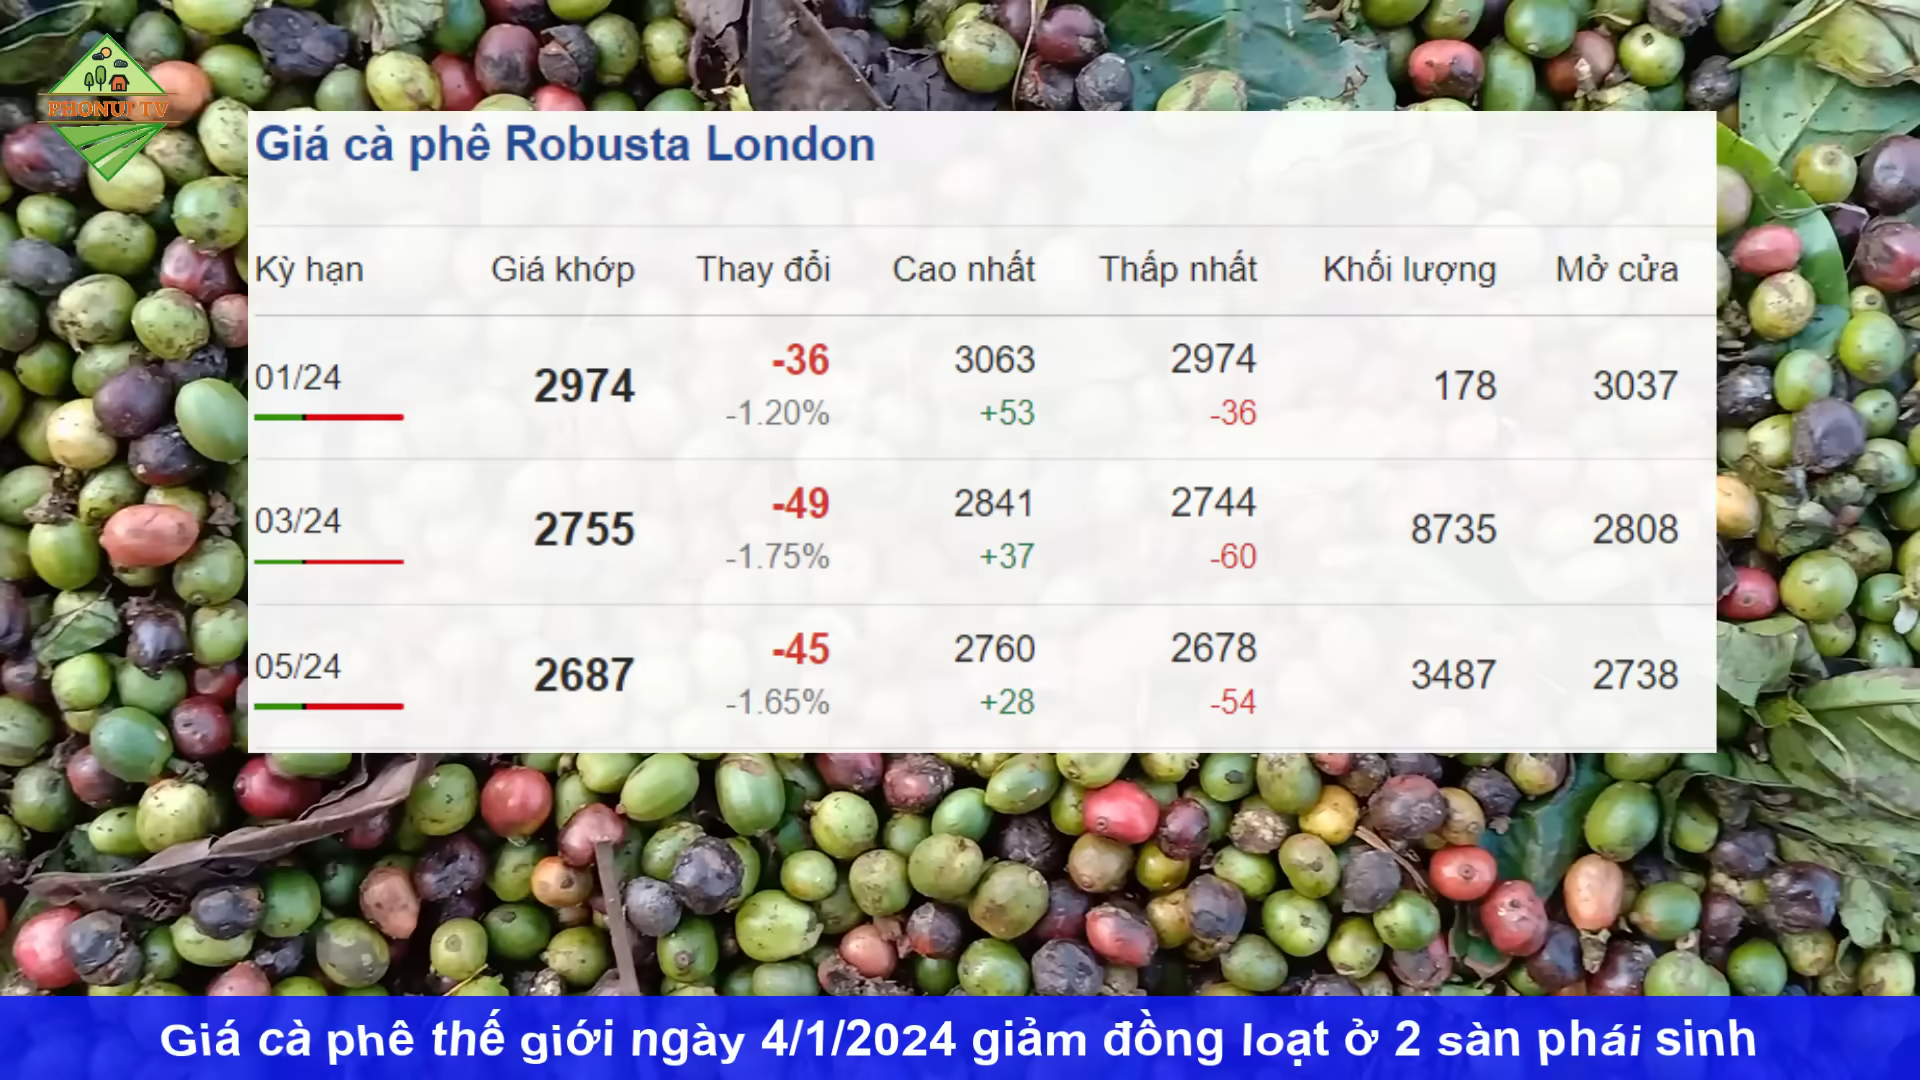 PHONUI TV
Giá cà phê Robusta London
Kỳ hạn Giá khớp Thay đổi Cao nhất Thấp nhất Khối lượng Mở cửa
01/24 2974 -36 3063 2974 178 3037
-1.20% +53 -36
03/24 2755 -49 2841 2744 8735 2808
-1.75% +37 -60
05/24 2687 -45 2760 2678 3487 2738
-1.65% +28 -54
Giá cà phê thế giới ngày 4/1/2024 giảm đồng loạt ở 2 sàn phái sinh